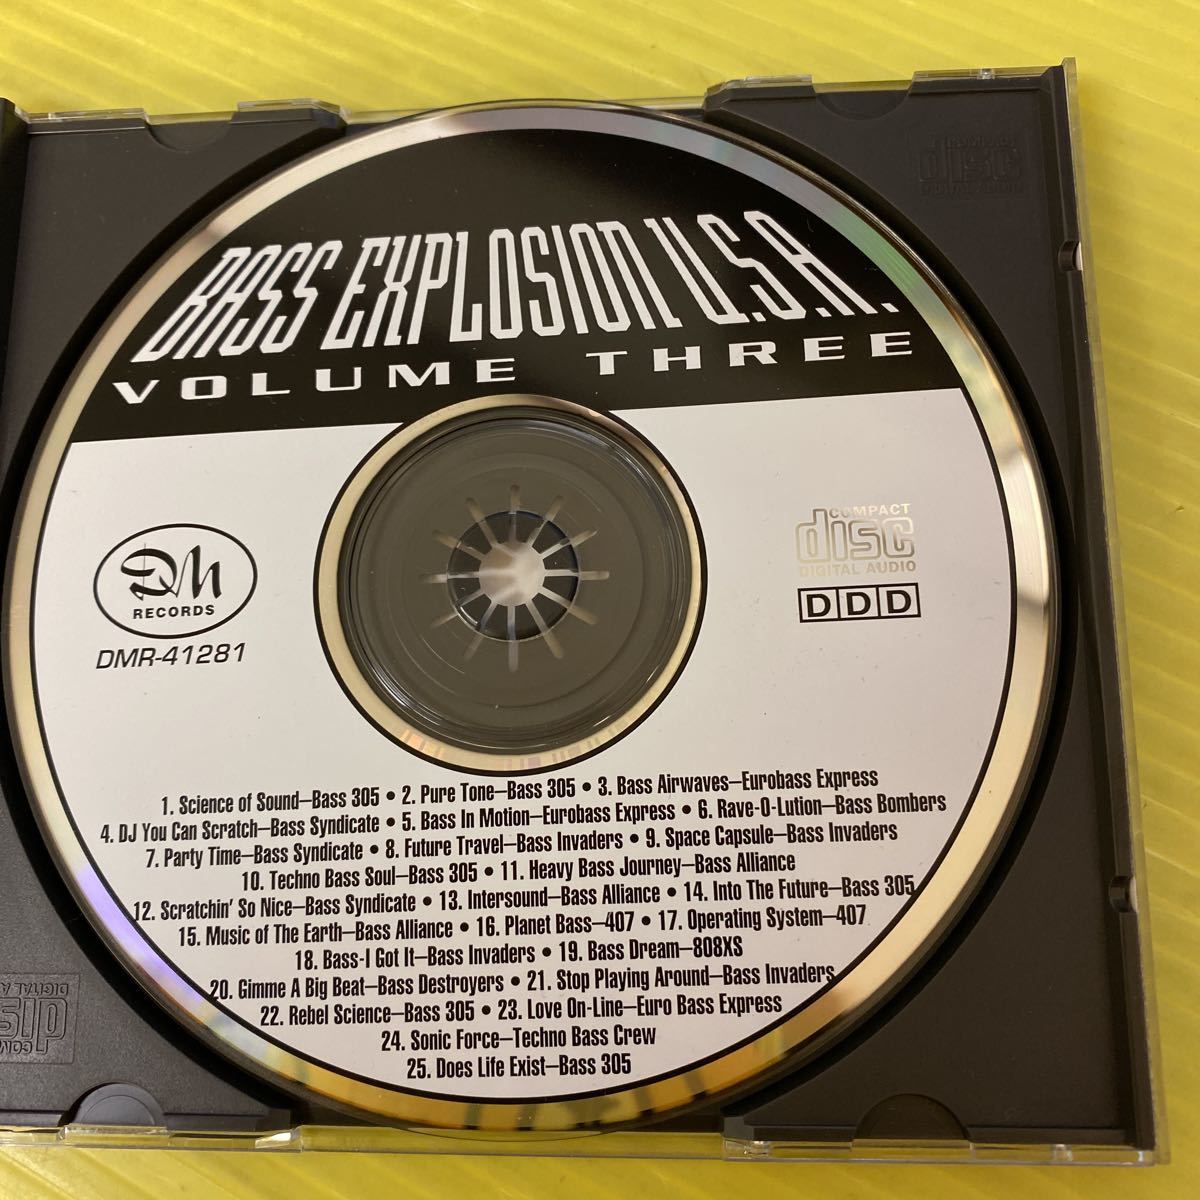 BASS EXPLOSION U.S.A.
VOLUME THREE
DM
RECORDS
DMR-41281
COMPACT
disc
DIGITAL AUDIO
DDD
1. Science of Sound–Bass 305 • 2. Pure Tone–Bass 305 • 3. Bass Airwaves–Eurobass Express
4. DJ You Can Scratch–Bass Syndicate • 5. Bass In Motion–Eurobass Express • 6. Rave-O-Lution–Bass Bombers
7. Party Time–Bass Syndicate • 8. Future Travel–Bass Invaders • 9. Space Capsule–Bass Invaders
10. Techno Bass Soul–Bass 305 • 11. Heavy Bass Journey–Bass Alliance
12. Scratchin' So Nice–Bass Syndicate • 13. Intersound–Bass Alliance • 14. Into The Future–Bass 305
15. Music of The Earth–Bass Alliance • 16. Planet Bass–407 • 17. Operating System–407
18. Bass-I Got It–Bass Invaders • 19. Bass Dream–808XS
20. Gimme A Big Beat–Bass Destroyers • 21. Stop Playing Around–Bass Invaders
22. Rebel Science–Bass 305 • 23. Love On-Line–Euro Bass Express
24. Sonic Force–Techno Bass Crew
25. Does Life Exist–Bass 305
disc
DIGITAL AUDIO
disc
DIGITAL A